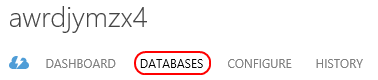 awrdjymzx4
DASHBOARD DATABASES CONFIGURE HISTORY